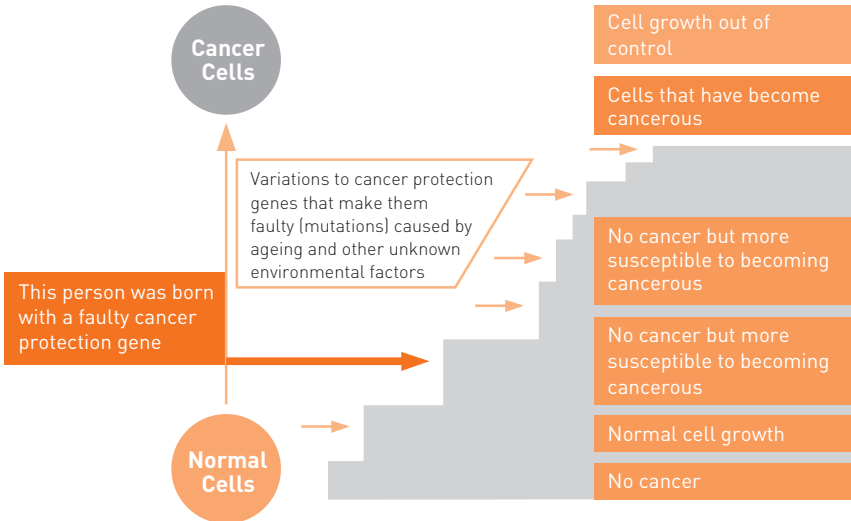 Cancer
Cells
Variations to cancer protection
genes that make them
faulty (mutations) caused by
ageing and other unknown
environmental factors
This person was born
with a faulty cancer
protection gene
Normal
Cells
Cell growth out of
control
Cells that have become
cancerous
No cancer but more
susceptible to becoming
cancerous
No cancer but more
susceptible to becoming
cancerous
Normal cell growth
No cancer